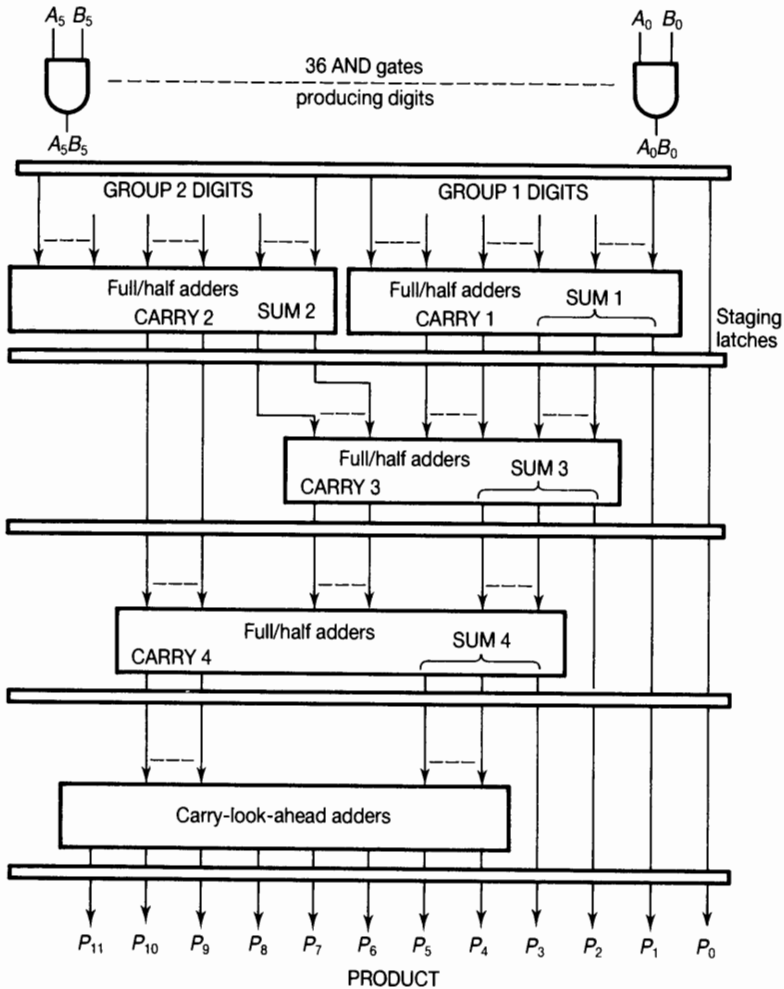 A5 B5
A0 B0
36 AND gates
producing digits
A5B5
A0B0
GROUP 2 DIGITS
GROUP 1 DIGITS
Full/half adders
CARRY 2
SUM 2
Full/half adders
CARRY 1
SUM 1
Staging
latches
Full/half adders
CARRY 3
SUM 3
Full/half adders
CARRY 4
SUM 4
Carry-look-ahead adders
P11 P10 P9 P8 P7 P6 P5 P4 P3 P2 P1 P0
PRODUCT